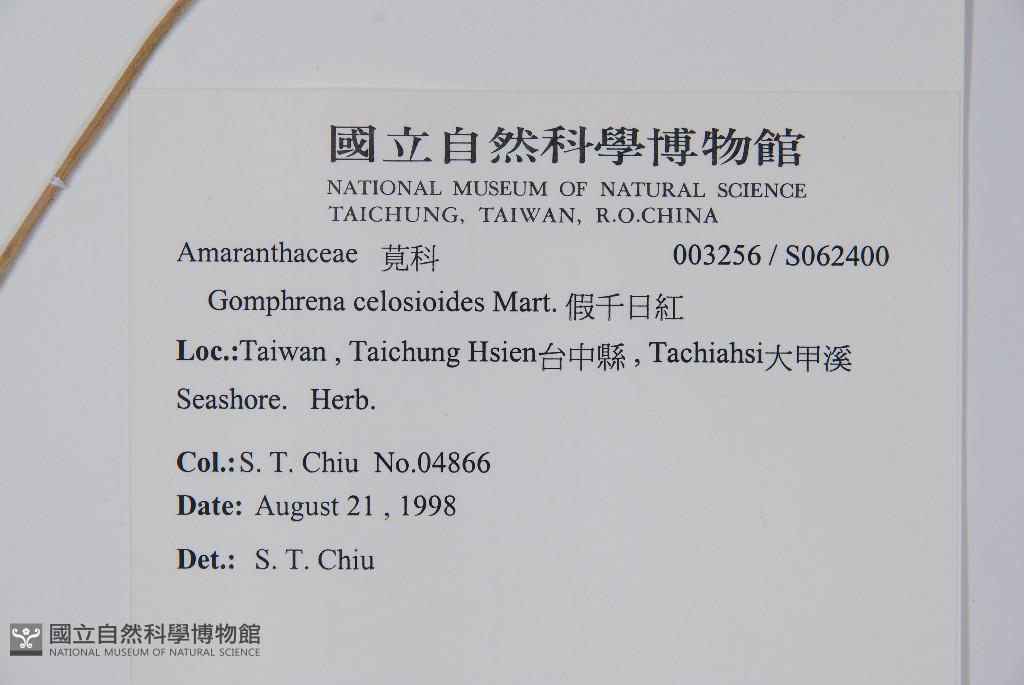 國立自然科學博物館
NATIONAL MUSEUM OF NATURAL SCIENCE
TAICHUNG, TAIWAN, R.O.CHINA
Amaranthaceae 莧科 003256 / S062400
Gomphrena celosioides Mart. 假千日紅
Loc.:Taiwan , Taichung Hsien台中縣 , Tachiahsi大甲溪
Seashore. Herb.
Col.:S. T. Chiu No.04866
Date: August 21 , 1998
Det.: S. T. Chiu
國立自然科學博物館
NATIONAL MUSEUM OF NATURAL SCIENCE